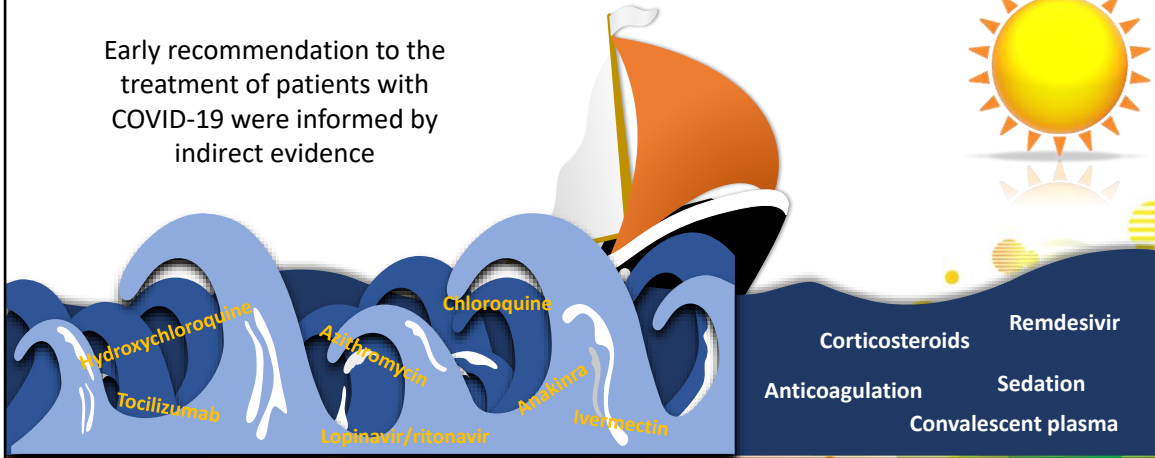 Early recommendation to the
treatment of patients with
COVID-19 were informed by
indirect evidence
Hydroxychloroquine
Tocilizumab
Azithromycin
Lopinavir/ritonavir
Chloroquine
Anakinra
Ivermectin
Corticosteroids
Remdesivir
Anticoagulation
Sedation
Convalescent plasma